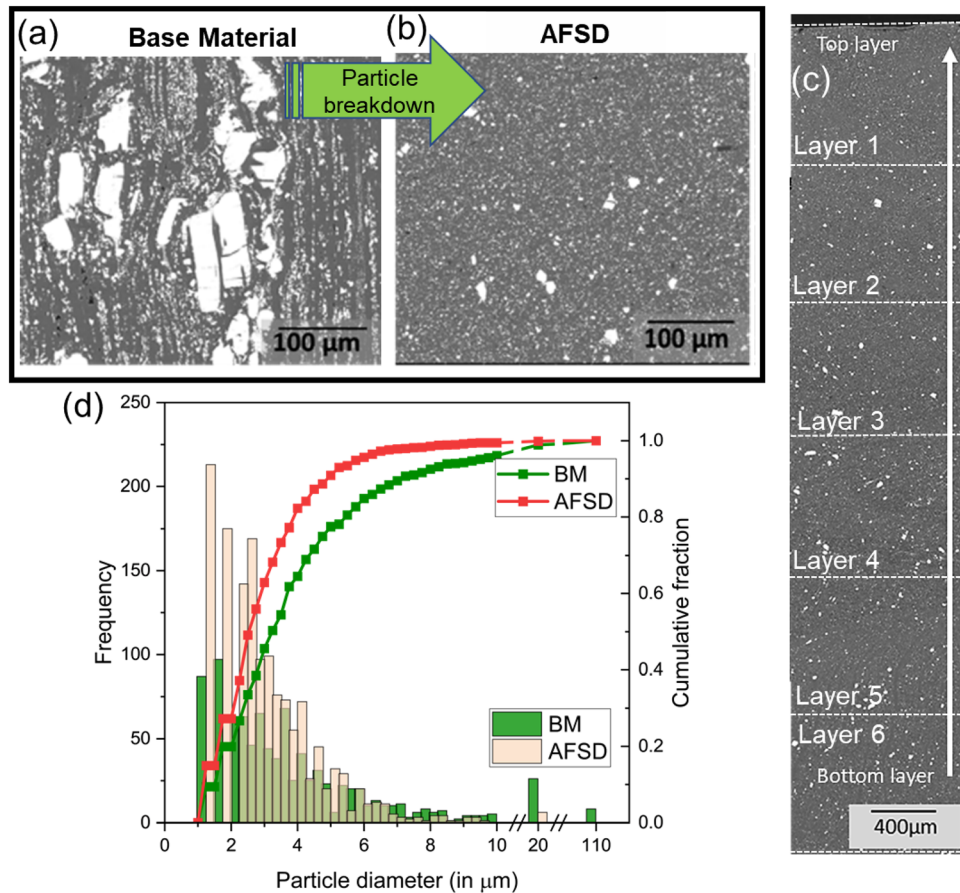 (a)
Base Material
(b)
AFSD
Particle
breakdown
100 µm
100 µm
(c)
Top layer
Layer 1
Layer 2
Layer 3
Layer 4
Layer 5
Layer 6
Bottom layer
400µm
(d)
250
200
150
100
50
0
Frequency
1.0
0.8
0.6
0.4
0.2
0.0
Cumulative fraction
BM
AFSD
BM
AFSD
0
2
4
6
8
10
20
110
Particle diameter (in µm)